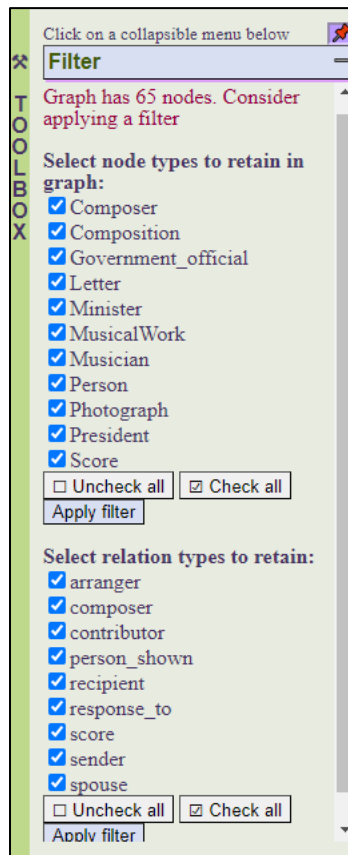 Click on a collapsible menu below
⚒ TOOLBOX
Filter
Graph has 65 nodes. Consider
applying a filter
Select node types to retain in
graph:
Composer
Composition
Government_official
Letter
Minister
MusicalWork
Musician
Person
Photograph
President
Score
☐ Uncheck all ☑ Check all
Apply filter
Select relation types to retain:
arranger
composer
contributor
person_shown
recipient
response_to
score
sender
spouse
☐ Uncheck all ☑ Check all
Apply filter